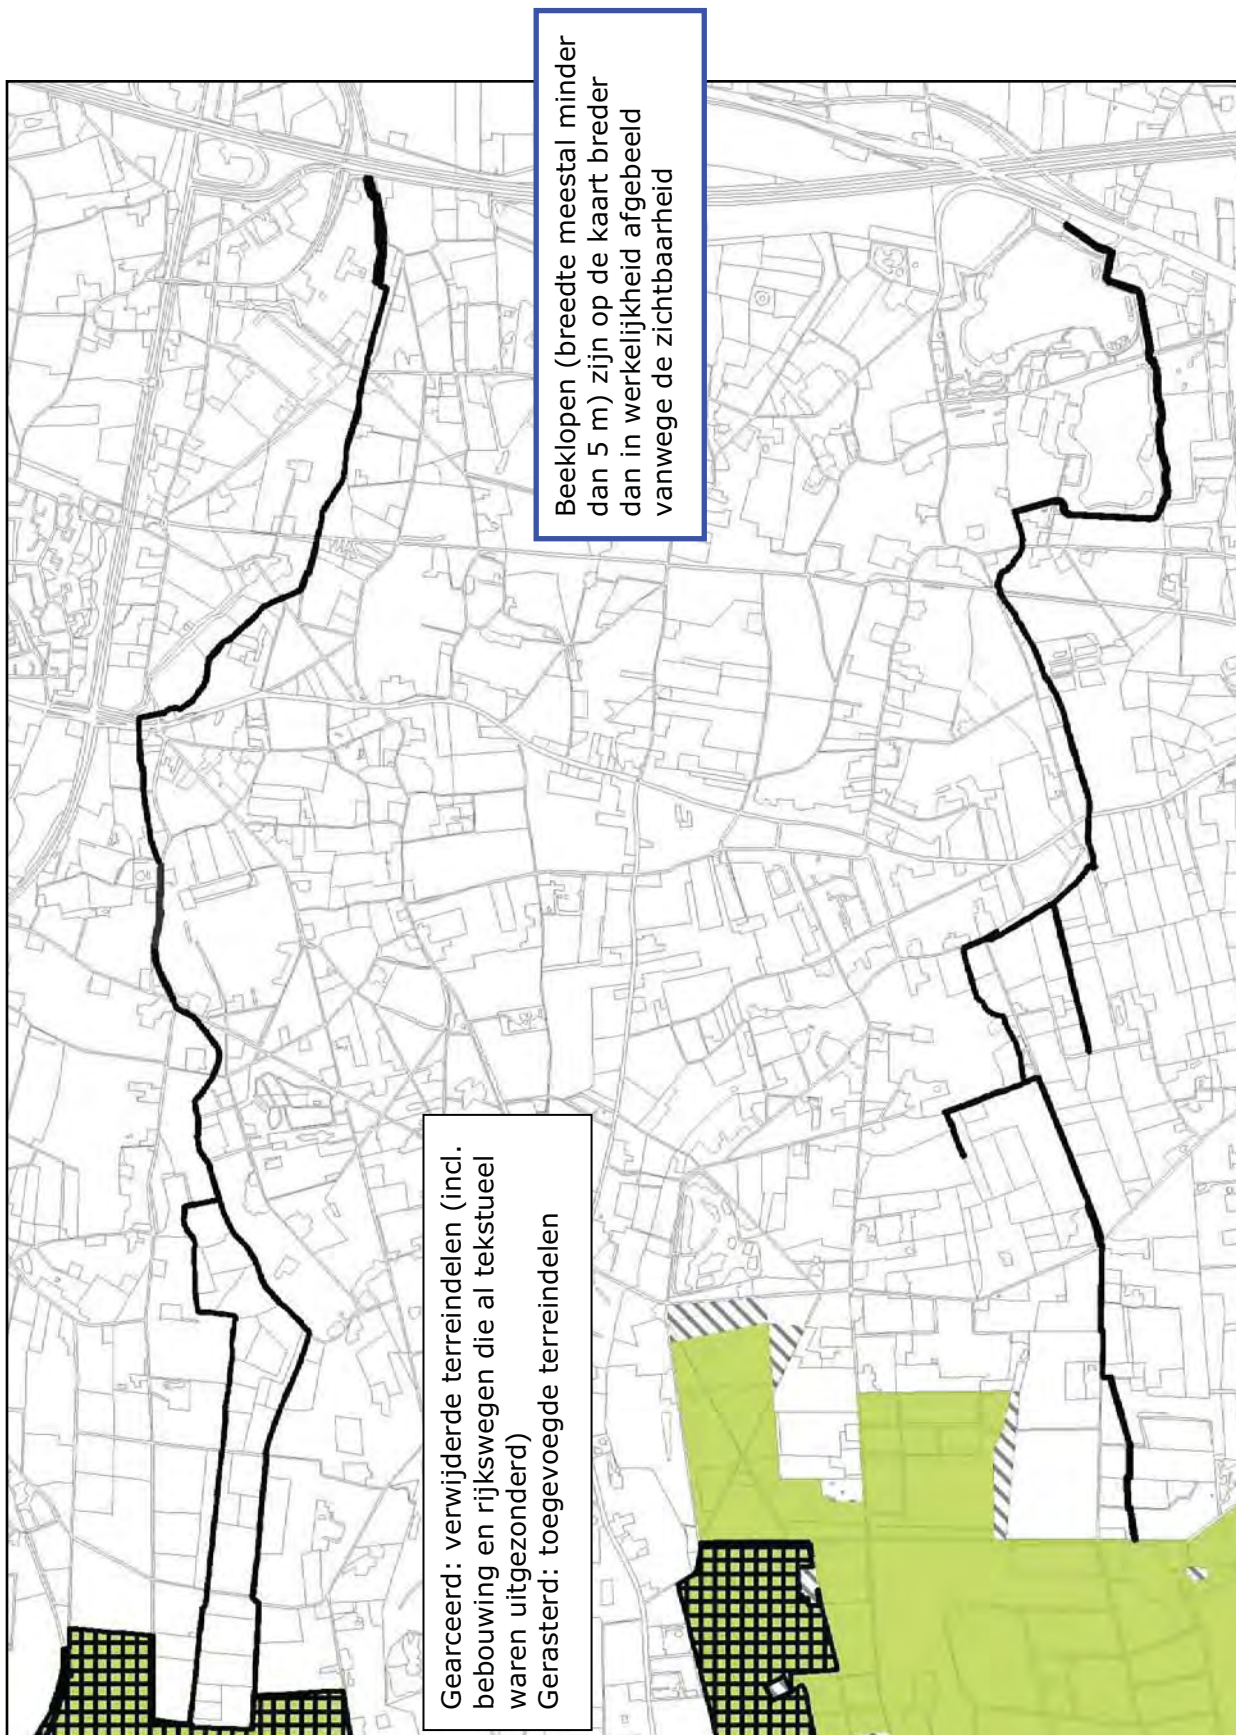 Beeklopen (breedte meestal minder
dan 5 m) zijn op de kaart breder
dan in werkelijkheid afgebeeld
vanwege de zichtbaarheid
Gearceerd: verwijderde terreindelen (incl.
bebouwing en rijkswegen die al tekstueel
waren uitgezonderd)
Gerasterd: toegevoegde terreindelen